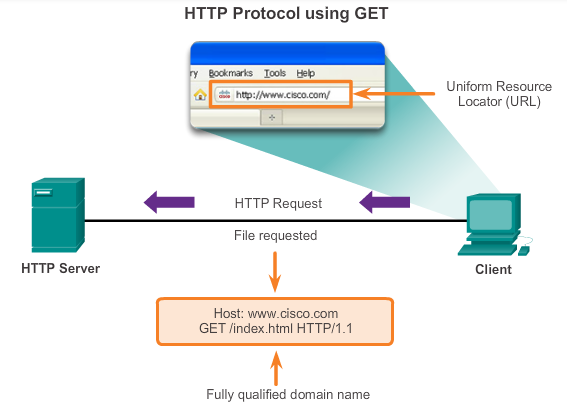 HTTP Protocol using GET
ry Bookmarks Tools Help
cisco http://www.cisco.com/
Uniform Resource
Locator (URL)
HTTP Request
File requested
HTTP Server
Client
Host: www.cisco.com
GET /index.html HTTP/1.1
Fully qualified domain name